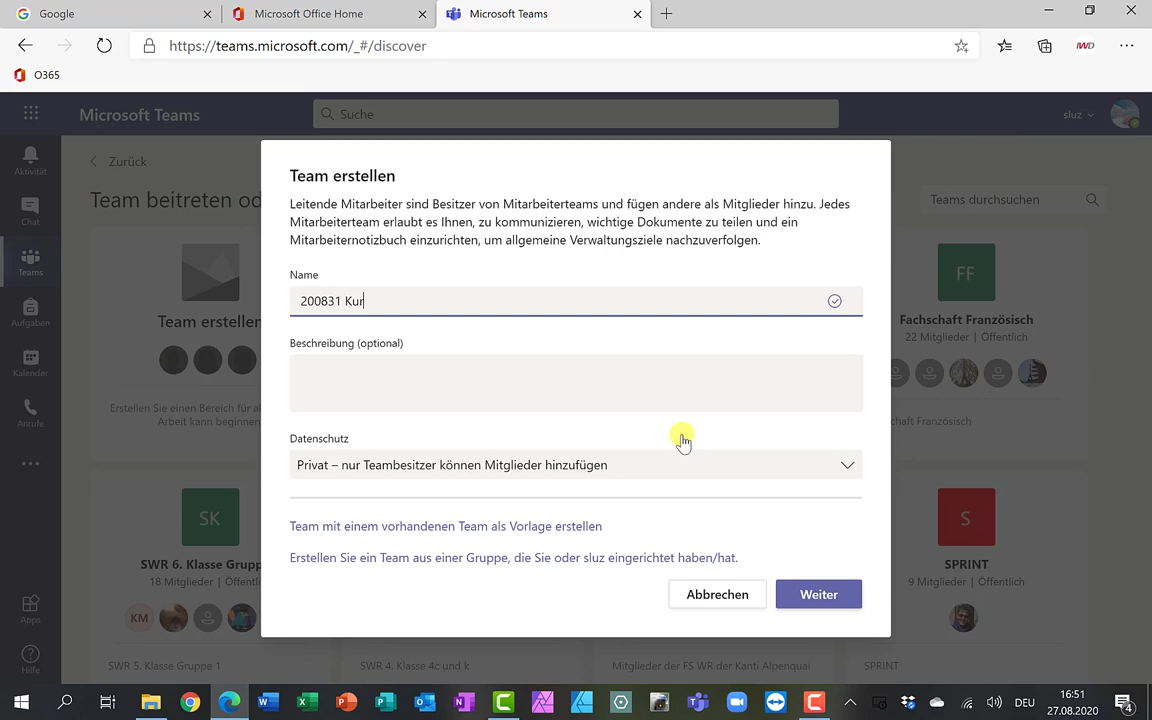 Google
Microsoft Office Home
Microsoft Teams
https://teams.microsoft.com/_#/discover
IWD
O365
Microsoft Teams
Suche
sluz
Aktivität
Chat
Teams
Aufgaben
Kalender
Anrufe
Apps
Hilfe
Zurück
Team beitreten od
Teams durchsuchen
Team erstellen
Erstellen Sie einen Bereich für al
Arbeit kann beginnen
FF
Fachschaft Französisch
22 Mitglieder | Öffentlich
chaft Französisch
SK
SWR 6. Klasse Grupp
18 Mitglieder | Öffentli
KM
SWR 5. Klasse Gruppe 1
SWR 4. Klasse 4c und k
Mitglieder der FS WR der Kanti Alpenquai
S
SPRINT
9 Mitglieder | Öffentlich
SPRINT
Team erstellen
Leitende Mitarbeiter sind Besitzer von Mitarbeiterteams und fügen andere als Mitglieder hinzu. Jedes
Mitarbeiterteam erlaubt es Ihnen, zu kommunizieren, wichtige Dokumente zu teilen und ein
Mitarbeiternotizbuch einzurichten, um allgemeine Verwaltungsziele nachzuverfolgen.
Name
200831 Kur
Beschreibung (optional)
Datenschutz
Privat – nur Teambesitzer können Mitglieder hinzufügen
Team mit einem vorhandenen Team als Vorlage erstellen
Erstellen Sie ein Team aus einer Gruppe, die Sie oder sluz eingerichtet haben/hat.
Abbrechen
Weiter
DEU
16:51
27.08.2020
4